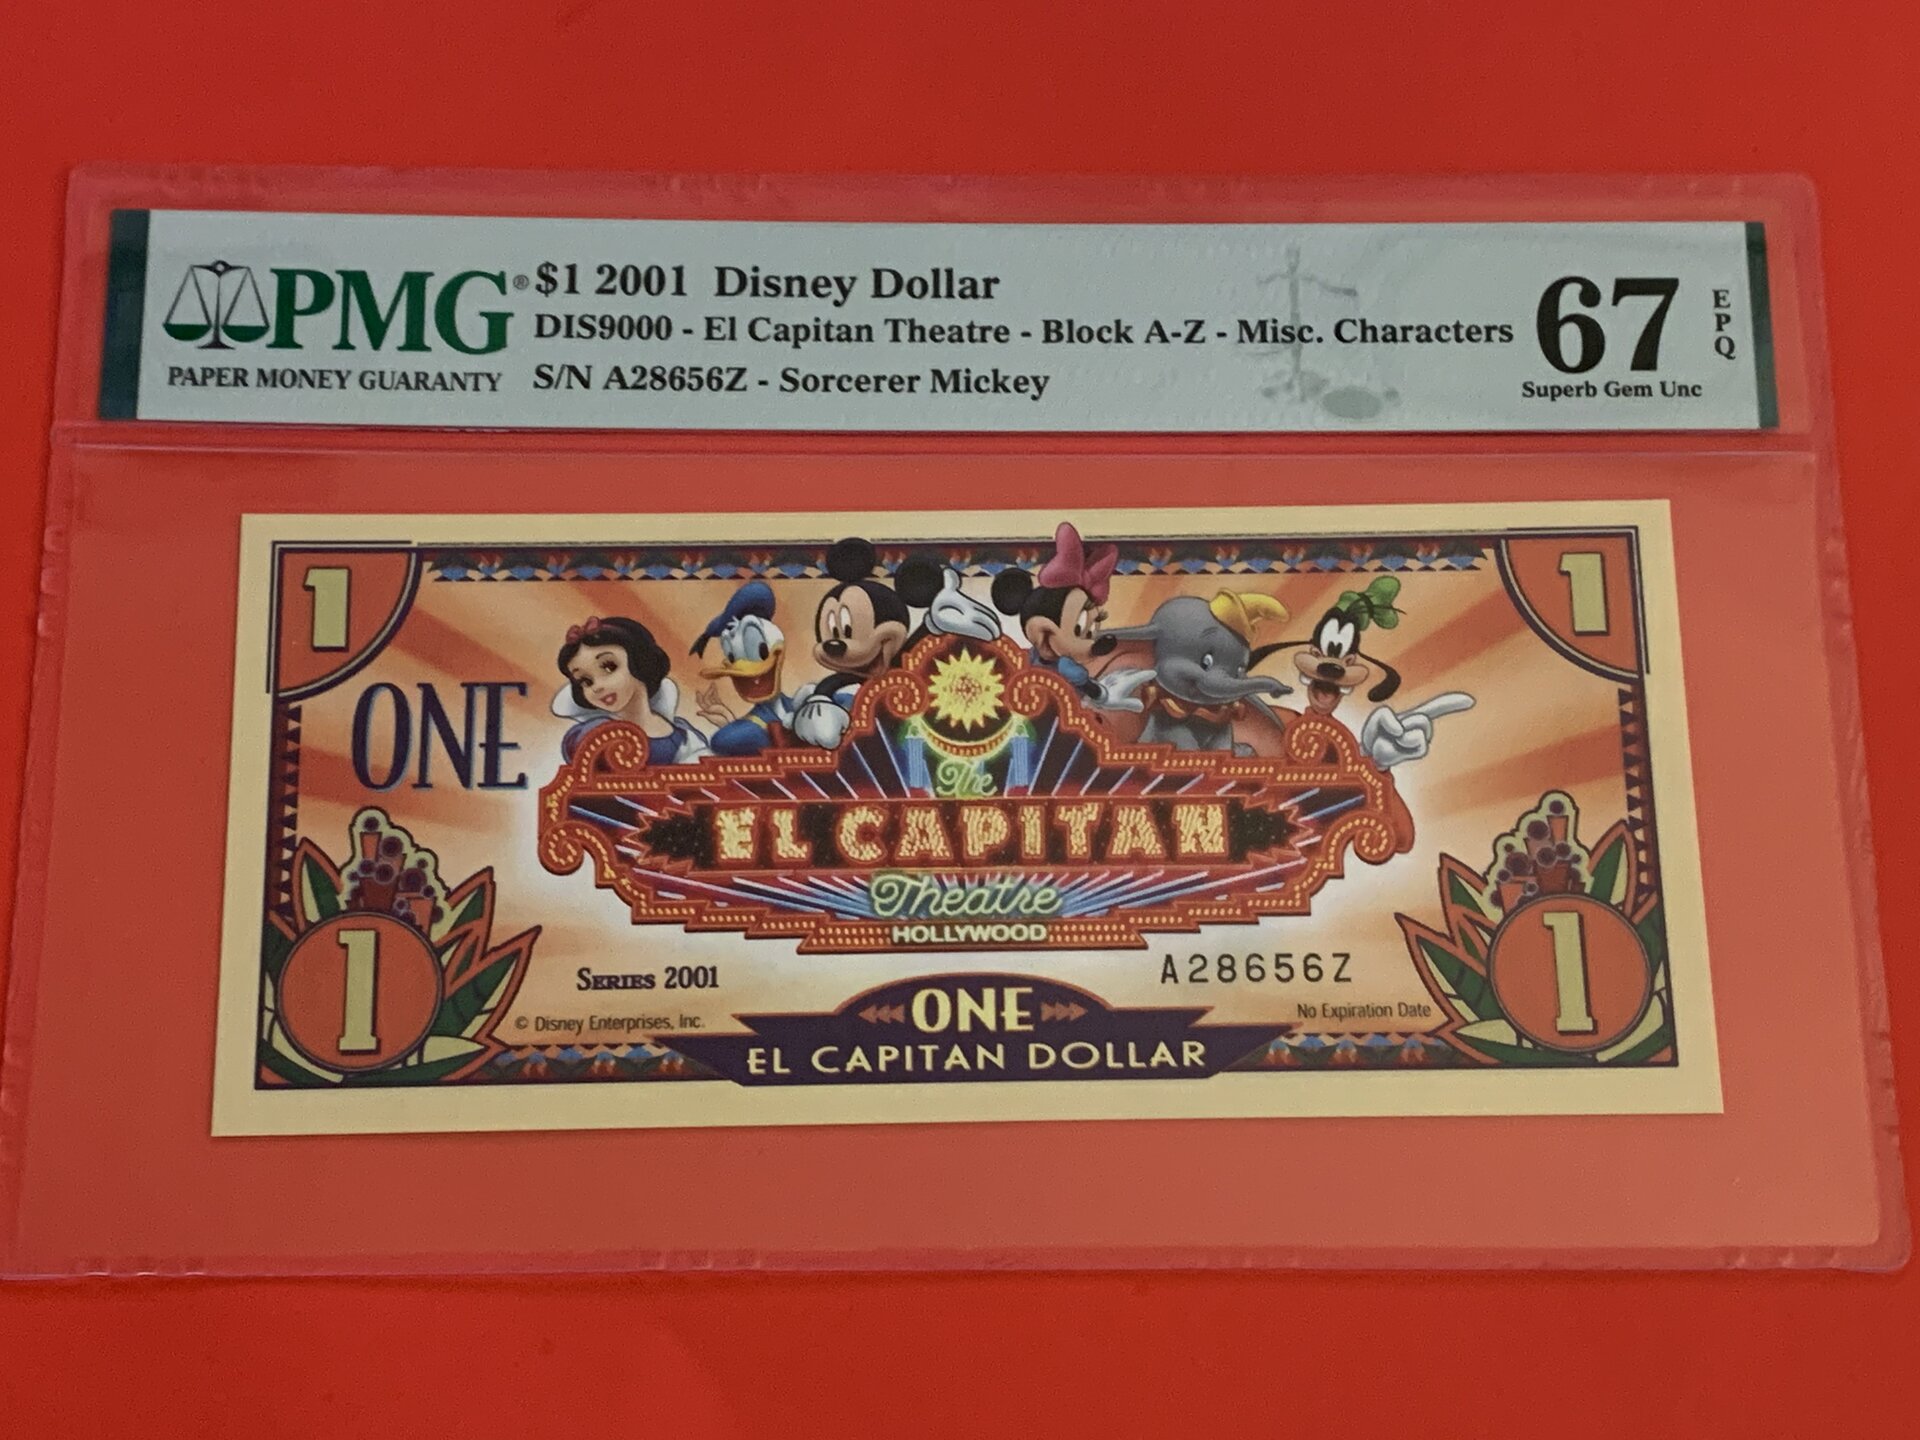 PMG®
PAPER MONEY GUARANTY
$1 2001 Disney Dollar
DIS9000 - El Capitan Theatre - Block A-Z - Misc. Characters
S/N A28656Z - Sorcerer Mickey
67
EPQ
Superb Gem Unc
1
1
ONE
The
EL CAPITAN
Theatre
HOLLYWOOD
SERIES 2001
A28656Z
© Disney Enterprises, Inc.
No Expiration Date
1
1
ONE
EL CAPITAN DOLLAR